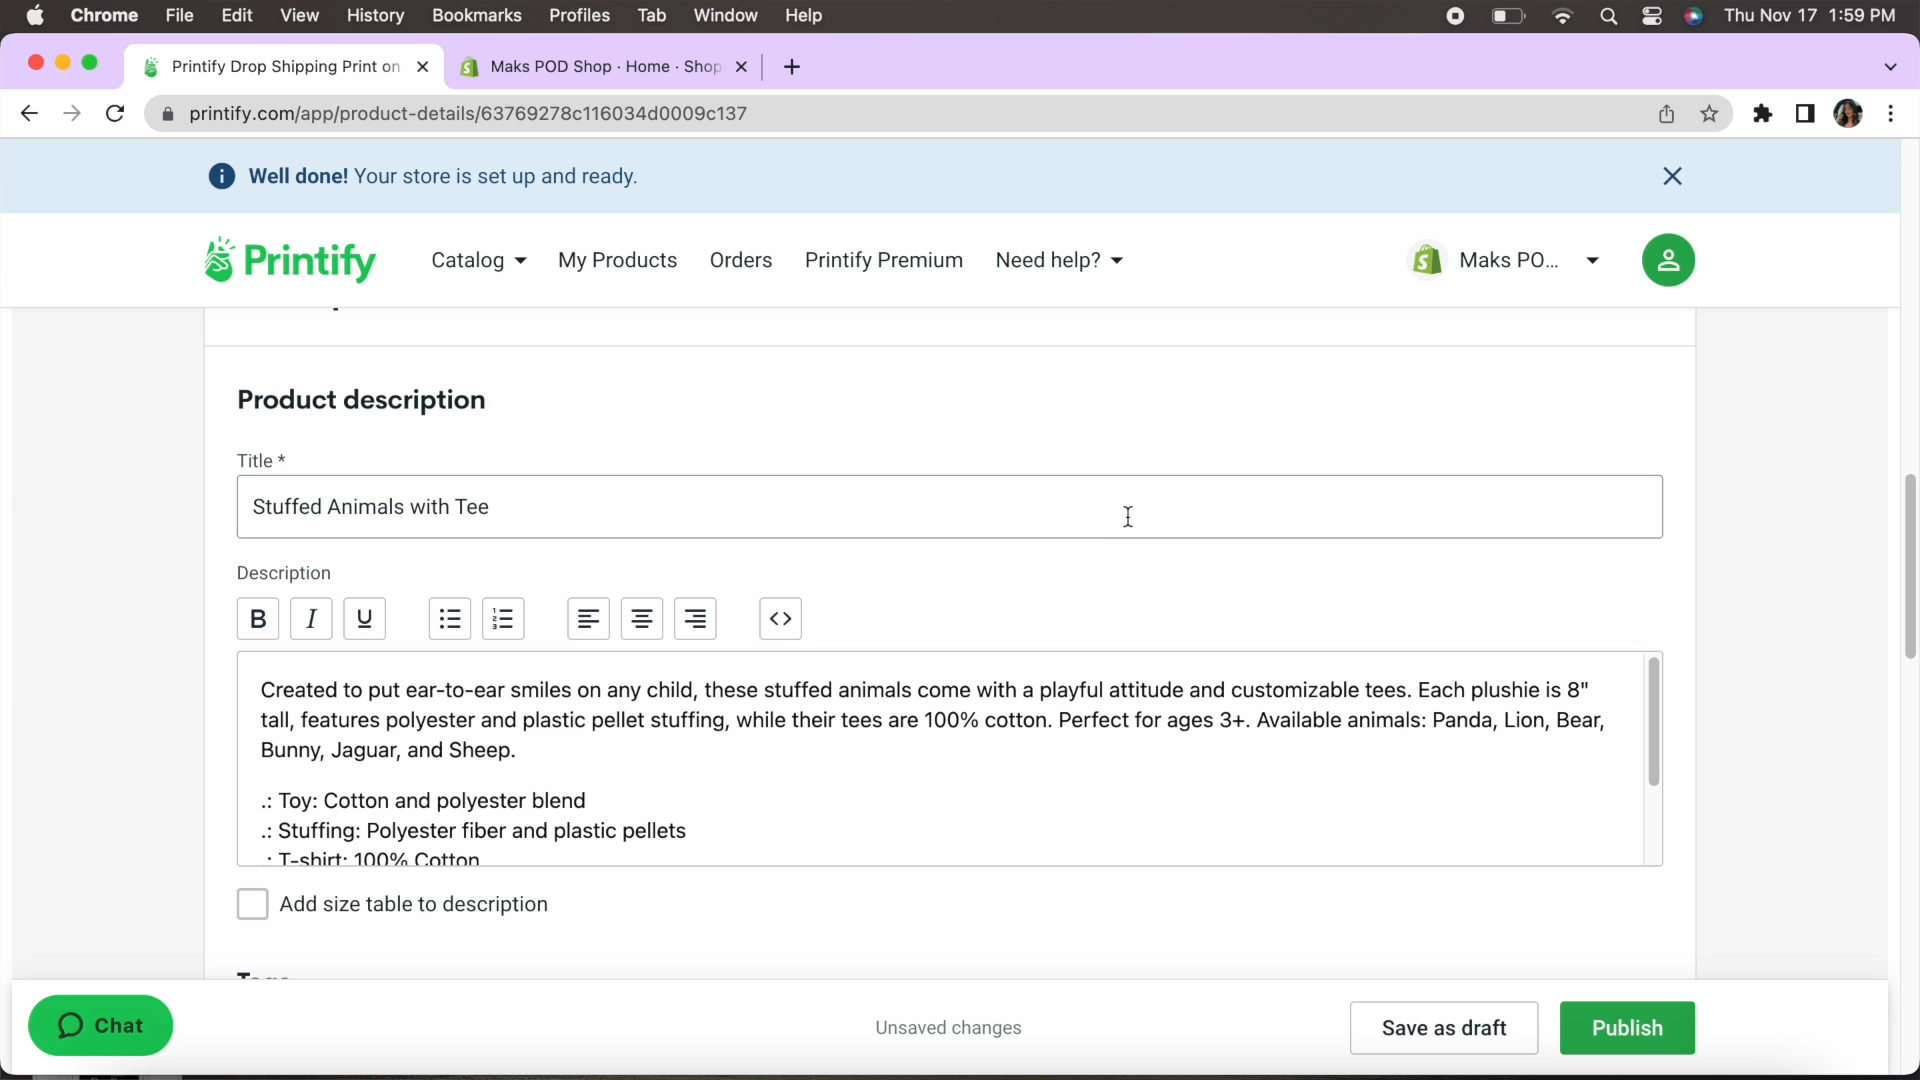 Chrome File Edit View History Bookmarks Profiles Tab Window Help Thu Nov 17 1:59 PM
Printify Drop Shipping Print on Maks POD Shop · Home · Shop
printify.com/app/product-details/63769278c116034d0009c137
Well done! Your store is set up and ready.
Printify Catalog My Products Orders Printify Premium Need help? Maks PO...
Product description
Title *
Stuffed Animals with Tee
Description
B I U
Created to put ear-to-ear smiles on any child, these stuffed animals come with a playful attitude and customizable tees. Each plushie is 8"
tall, features polyester and plastic pellet stuffing, while their tees are 100% cotton. Perfect for ages 3+. Available animals: Panda, Lion, Bear,
Bunny, Jaguar, and Sheep.
.: Toy: Cotton and polyester blend
.: Stuffing: Polyester fiber and plastic pellets
.: T-shirt: 100% Cotton
Add size table to description
Tags
Chat Unsaved changes Save as draft Publish